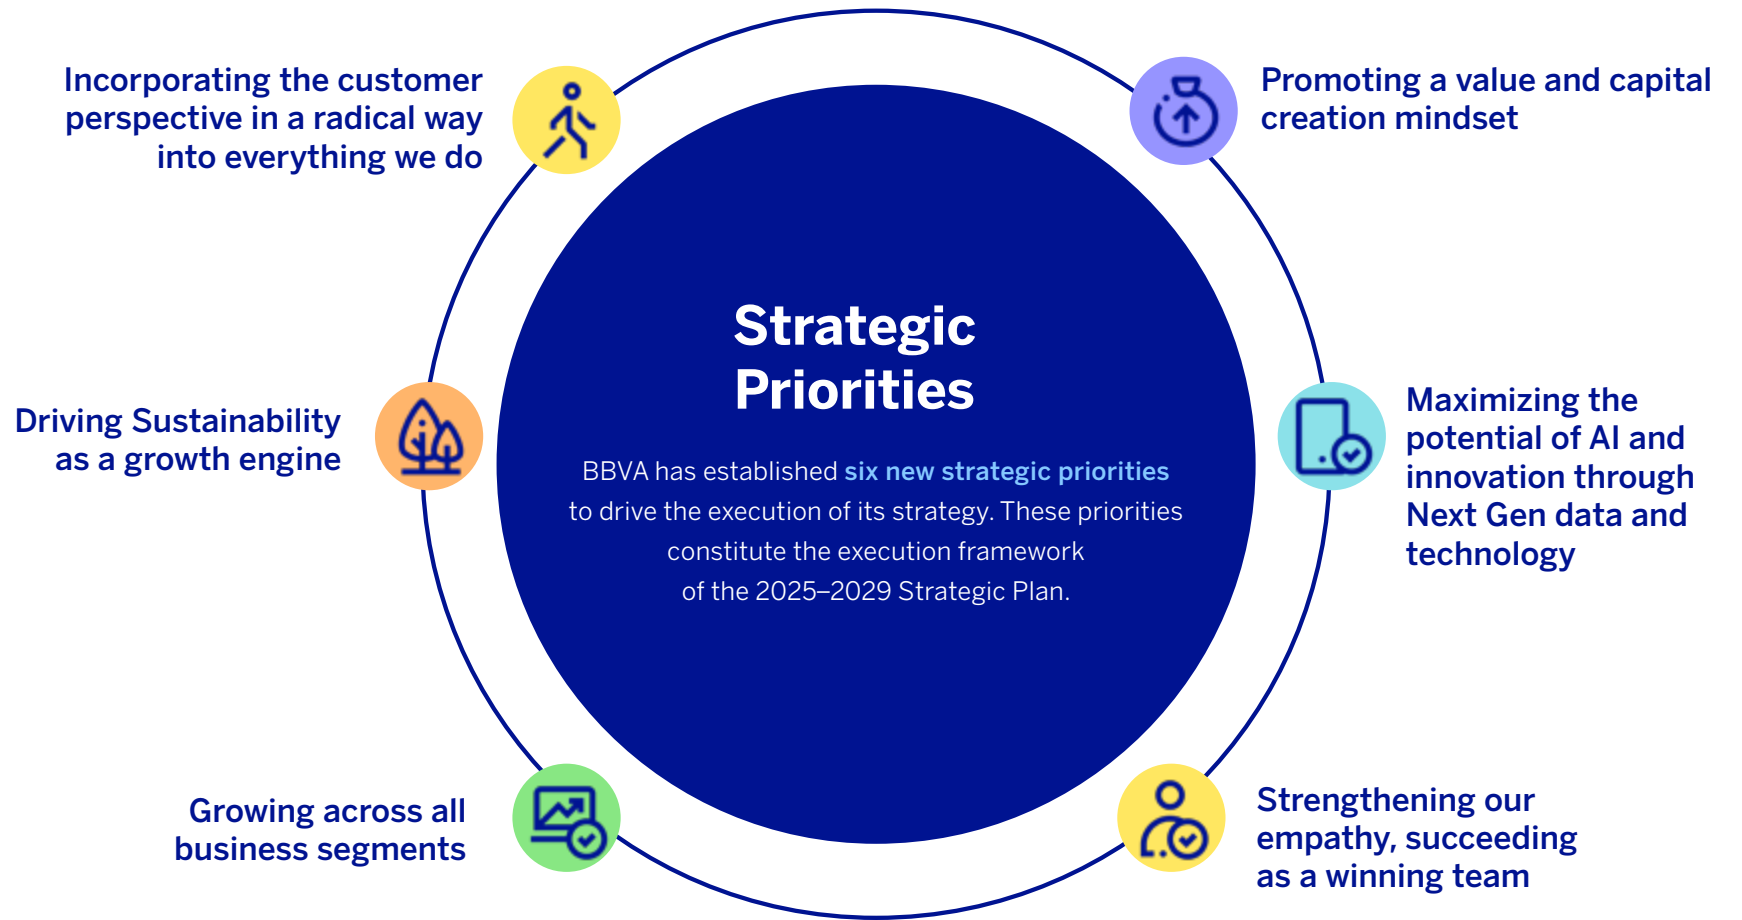 Incorporating the customer
perspective in a radical way
into everything we do
Promoting a value and capital
creation mindset
Strategic
Priorities
BBVA has established six new strategic priorities
to drive the execution of its strategy. These priorities
constitute the execution framework
of the 2025–2029 Strategic Plan.
Driving Sustainability
as a growth engine
Maximizing the
potential of AI and
innovation through
Next Gen data and
technology
Growing across all
business segments
Strengthening our
empathy, succeeding
as a winning team